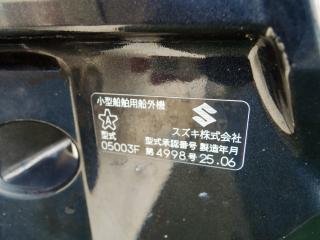 小型船舶用船外機
スズキ株式会社
型式 型式承認番号 製造年月
05003F 第4998号 25.06